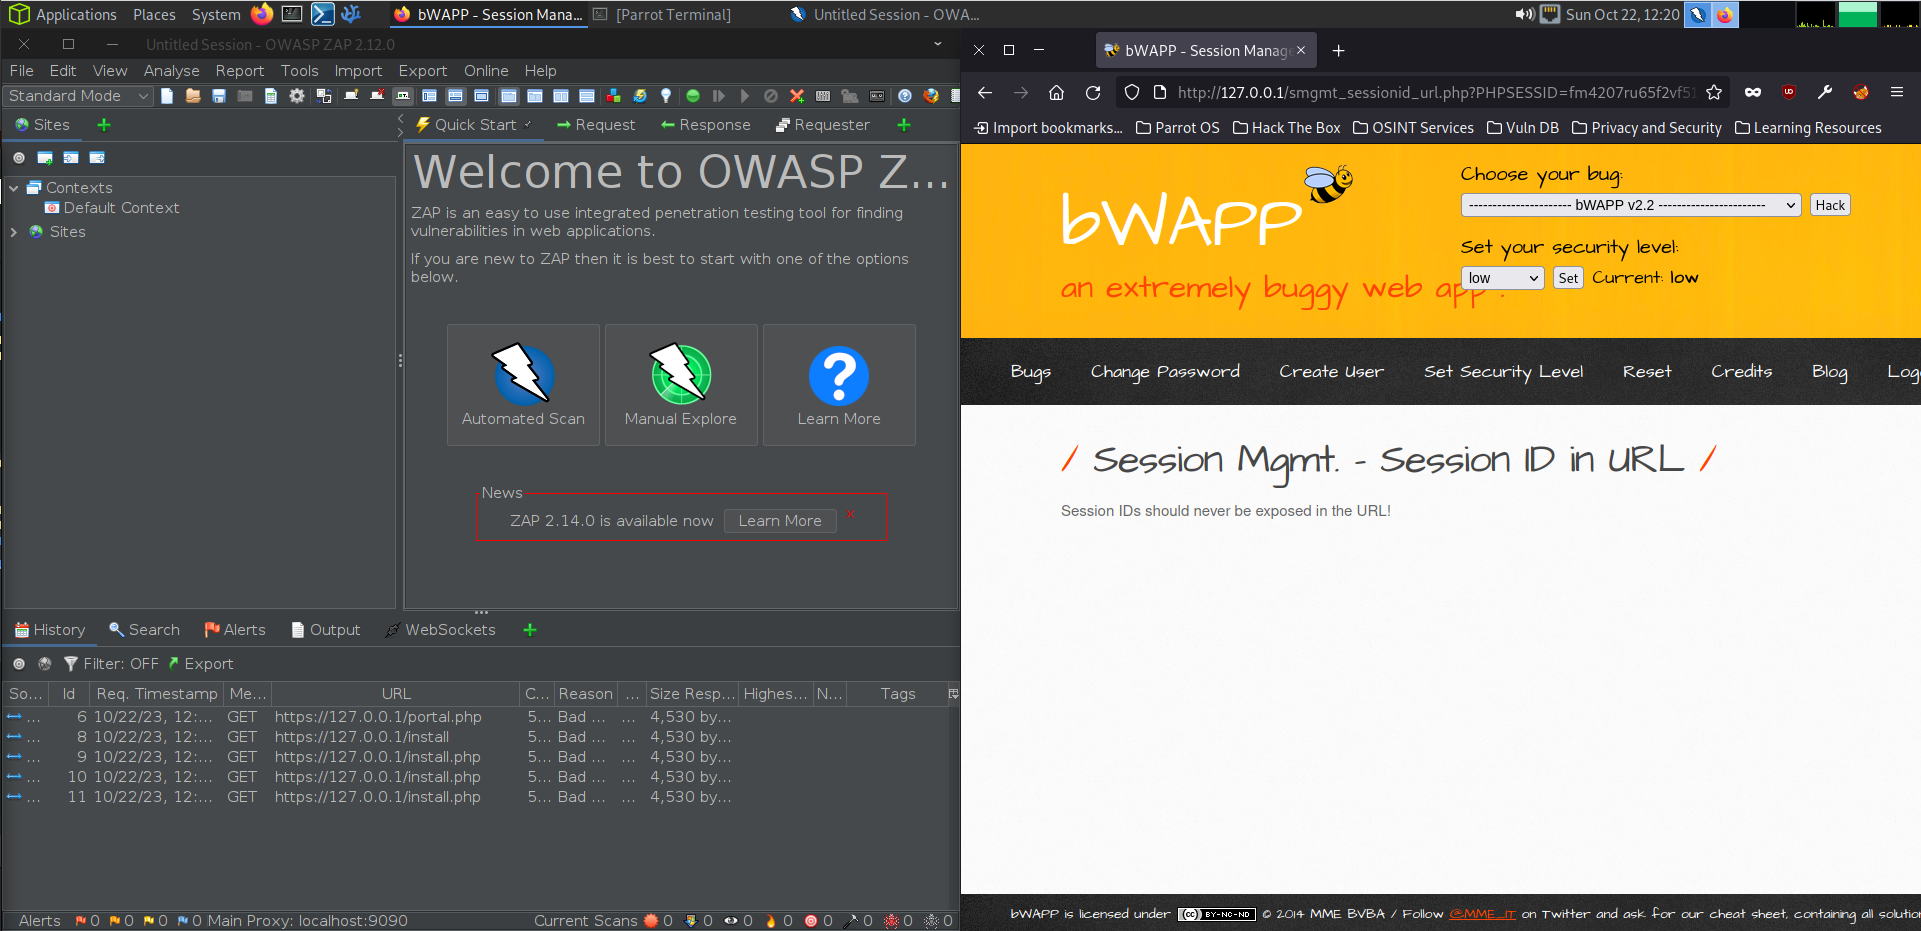 Applications Places System bWAPP - Session Mana... [Parrot Terminal] Untitled Session - OWA... Sun Oct 22, 12:20
Untitled Session - OWASP ZAP 2.12.0
File Edit View Analyse Report Tools Import Export Online Help
Standard Mode
Sites
Quick Start Request Response Requester
Contexts
Default Context
Sites
Welcome to OWASP Z...
ZAP is an easy to use integrated penetration testing tool for finding
vulnerabilities in web applications.
If you are new to ZAP then it is best to start with one of the options
below.
Automated Scan Manual Explore Learn More
News
ZAP 2.14.0 is available now Learn More
History Search Alerts Output WebSockets
Filter: OFF Export
So... Id Req. Timestamp Me... URL C... Reason ... Size Resp... Highes... N... Tags
... 6 10/22/23, 12:... GET https://127.0.0.1/portal.php 5... Bad ... ... 4,530 by...
... 8 10/22/23, 12:... GET https://127.0.0.1/install 5... Bad ... ... 4,530 by...
... 9 10/22/23, 12:... GET https://127.0.0.1/install.php 5... Bad ... ... 4,530 by...
... 10 10/22/23, 12:... GET https://127.0.0.1/install.php 5... Bad ... ... 4,530 by...
... 11 10/22/23, 12:... GET https://127.0.0.1/install.php 5... Bad ... ... 4,530 by...
Alerts 0 0 0 0 Main Proxy: localhost:9090 Current Scans 0 0 0 0 0 0 0 0
bWAPP - Session Manage
http://127.0.0.1/smgmt_sessionid_url.php?PHPSESSID=fm4207ru65f2vf51
Import bookmarks... Parrot OS Hack The Box OSINT Services Vuln DB Privacy and Security Learning Resources
bWAPP
an extremely buggy web app !
Choose your bug:
---------------------- bWAPP v2.2 ----------------------- Hack
Set your security level:
low Set Current: low
Bugs Change Password Create User Set Security Level Reset Credits Blog Logo
/ Session Mgmt. - Session ID in URL /
Session IDs should never be exposed in the URL!
bWAPP is licensed under (cc) BY-NC-ND © 2014 MME BVBA / Follow @MME_IT on Twitter and ask for our cheat sheet, containing all solution